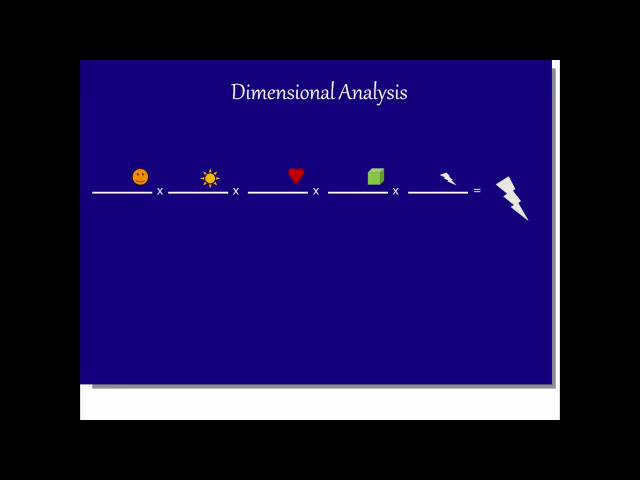 Dimensional Analysis
x x x x =